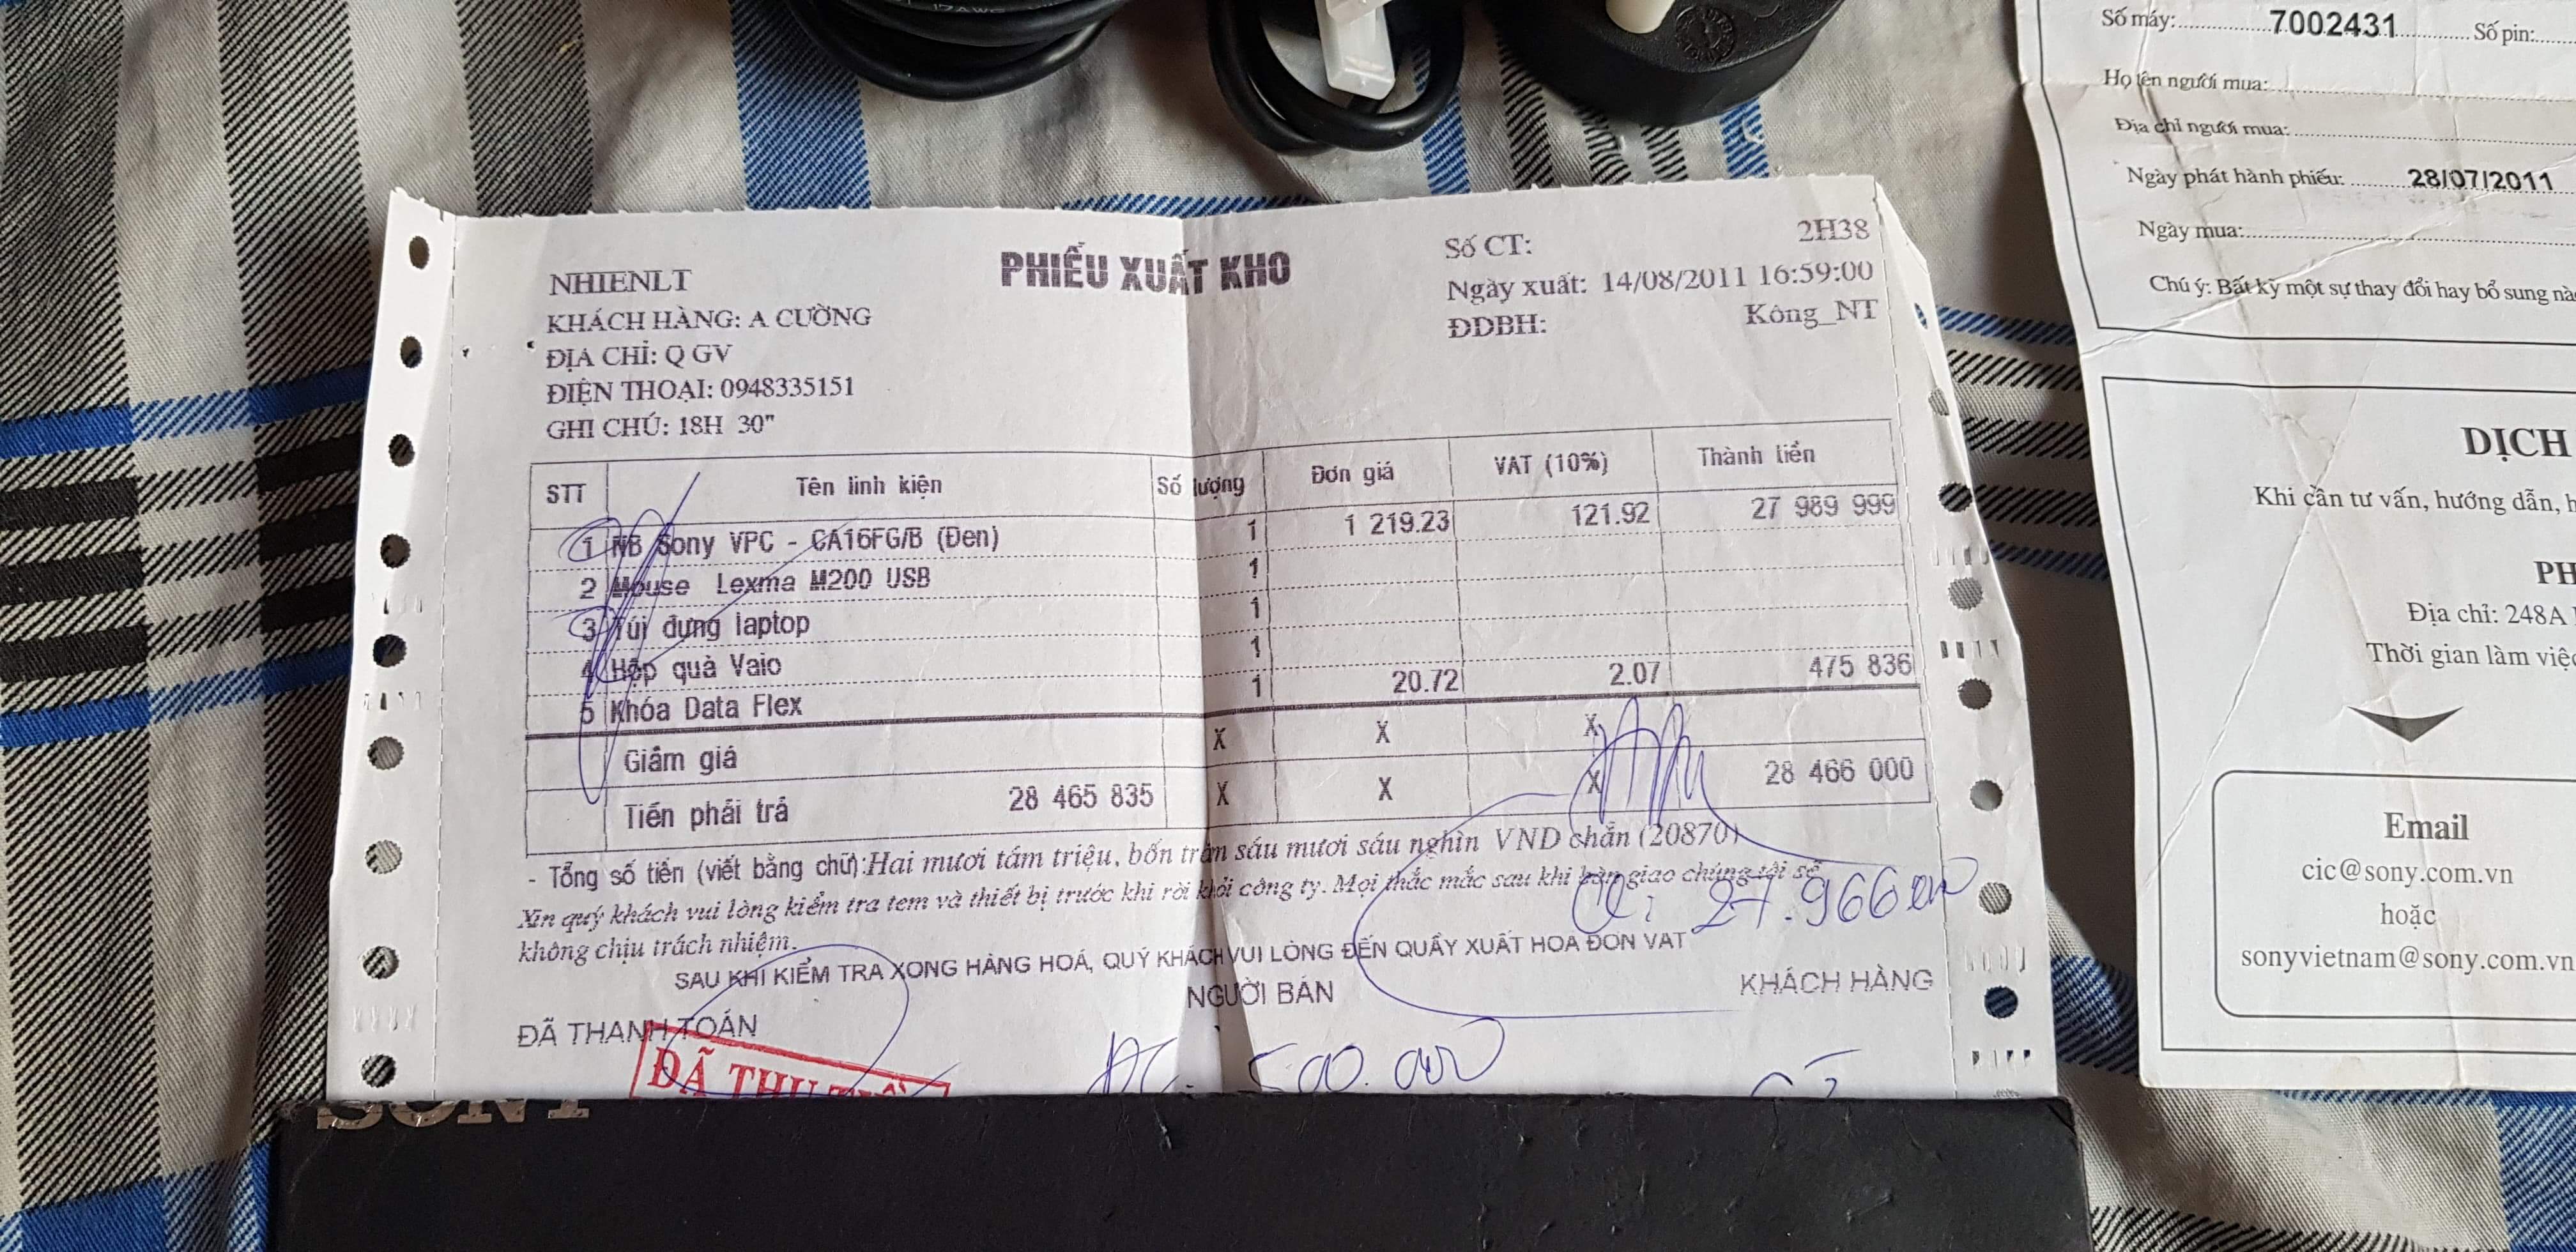 17AWG
NHIENLT
KHÁCH HÀNG: A CƯỜNG
ĐỊA CHỈ: Q GV
ĐIỆN THOẠI: 0948335151
GHI CHÚ: 18H 30"
PHIẾU XUẤT KHO
Số CT: 2H38
Ngày xuất: 14/08/2011 16:59:00
ĐDBH: Kông_NT
STT Tên linh kiện Số lượng Đơn giá VAT (10%) Thành tiền
1 NB Sony VPC - CA16FG/B (Đen) 1 1 219.23 121.92 27 989 999
2 Mouse Lexma M200 USB 1
3 Túi đựng laptop 1
4 Hộp quà Vaio 1
5 Khóa Data Flex 1 20.72 2.07 475 836
Giảm giá X X X
Tiền phải trả 28 465 835 X X X 28 466 000
- Tổng số tiền (viết bằng chữ): Hai mươi tám triệu, bốn trăm sáu mươi sáu nghìn VND chẵn (20870)
Xin quý khách vui lòng kiểm tra tem và thiết bị trước khi rời khỏi công ty. Mọi thắc mắc sau khi bàn giao chúng tôi sẽ
không chịu trách nhiệm.
27.966
SAU KHI KIỂM TRA XONG HÀNG HOÁ, QUÝ KHÁCH VUI LÒNG ĐẾN QUẦY XUẤT HOA ĐON VAT
ĐÃ THANH TOÁN NGƯỜI BÁN KHÁCH HÀNG
ĐÃ THU TIỀN
500.000
SONY
Số máy: 7002431 Số pin:
Họ tên người mua:
Địa chỉ người mua:
Ngày phát hành phiếu: 28/07/2011
Ngày mua:
Chú ý: Bất kỳ một sự thay đổi hay bổ sung
DỊCH
Khi cần tư vấn, hướng dẫn,
PH
Địa chỉ: 248A
Thời gian làm
Email
cic@sony.com.vn
hoặc
sonyvietnam@sony.com.vn